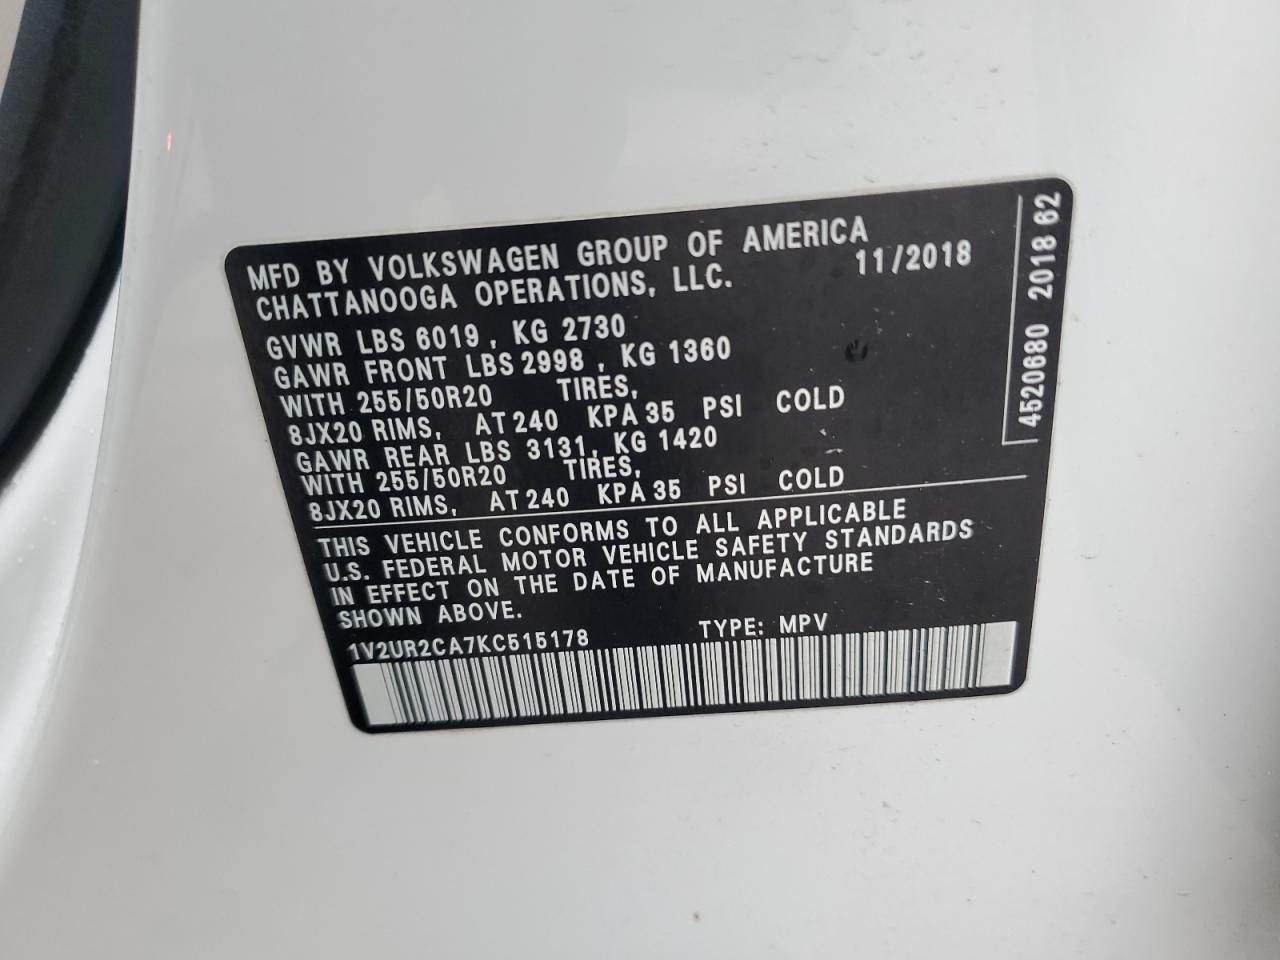 MFD BY VOLKSWAGEN GROUP OF AMERICA
CHATTANOOGA OPERATIONS, LLC. 11/2018
GVWR LBS 6019 , KG 2730
GAWR FRONT LBS 2998 , KG 1360
WITH 255/50R20 TIRES,
8JX20 RIMS, AT 240 KPA 35 PSI COLD
GAWR REAR LBS 3131, KG 1420
WITH 255/50R20 TIRES,
8JX20 RIMS, AT 240 KPA 35 PSI COLD
THIS VEHICLE CONFORMS TO ALL APPLICABLE
U.S. FEDERAL MOTOR VEHICLE SAFETY STANDARDS
IN EFFECT ON THE DATE OF MANUFACTURE
SHOWN ABOVE.
1V2UR2CA7KC515178 TYPE: MPV
4520680 2018 62